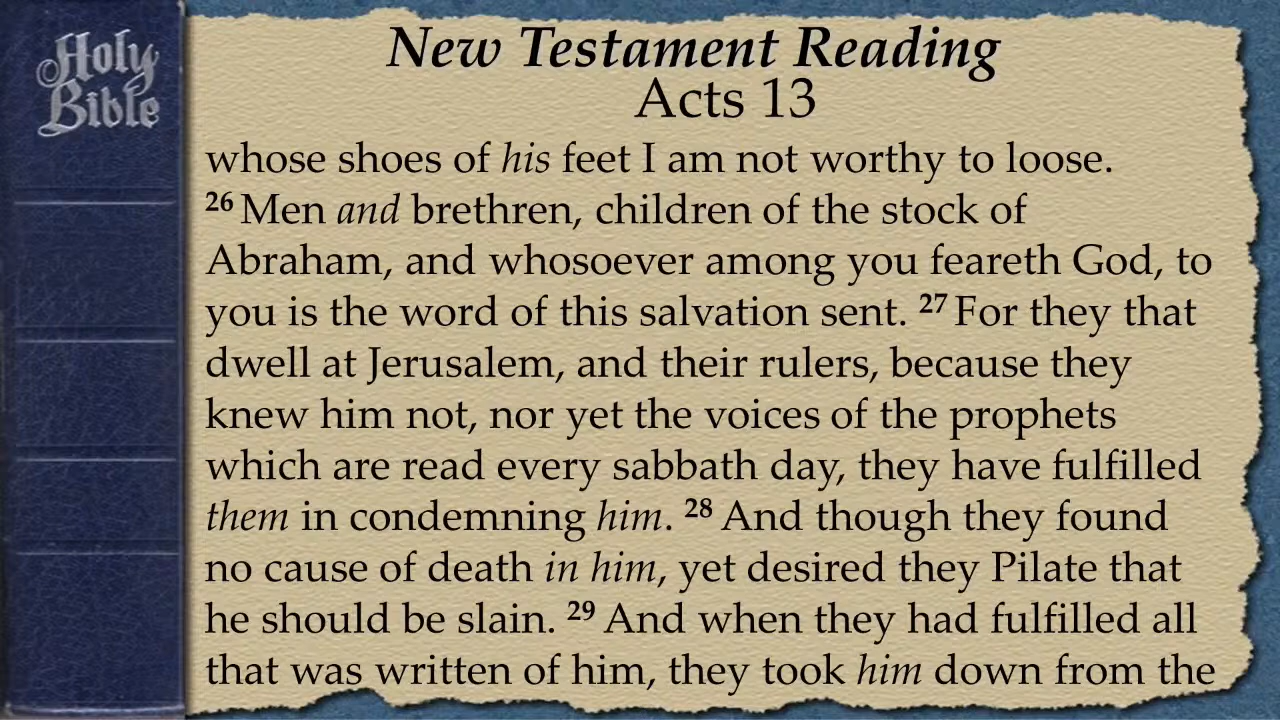 Holy
Bible
New Testament Reading
Acts 13
whose shoes of his feet I am not worthy to loose.
26 Men and brethren, children of the stock of
Abraham, and whosoever among you feareth God, to
you is the word of this salvation sent. 27 For they that
dwell at Jerusalem, and their rulers, because they
knew him not, nor yet the voices of the prophets
which are read every sabbath day, they have fulfilled
them in condemning him. 28 And though they found
no cause of death in him, yet desired they Pilate that
he should be slain. 29 And when they had fulfilled all
that was written of him, they took him down from the